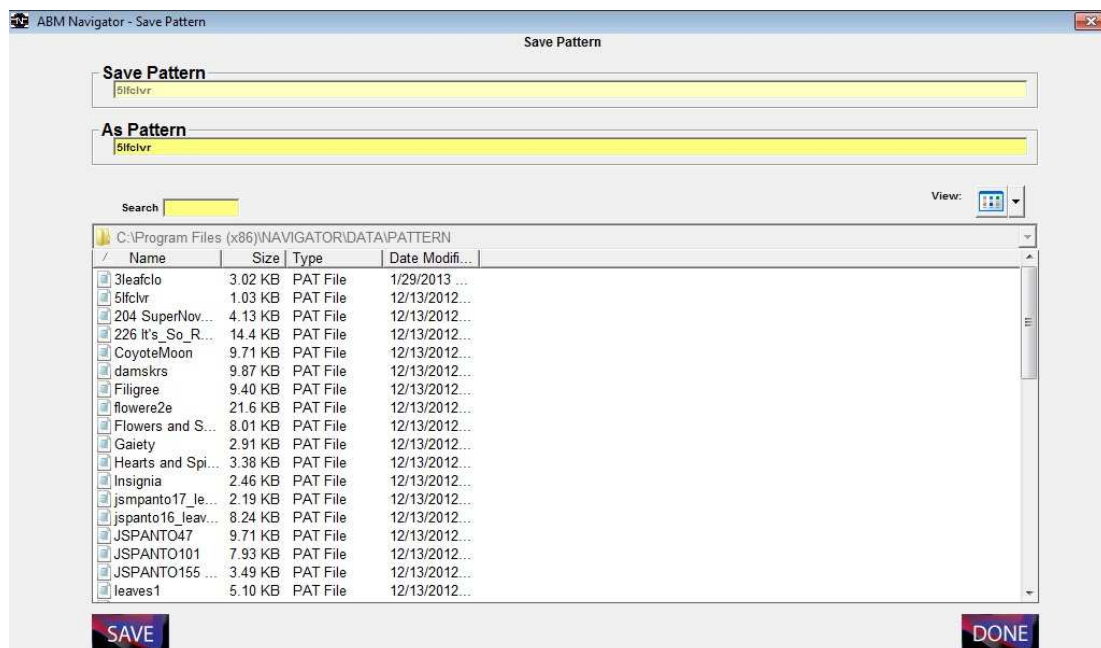 ABM Navigator - Save Pattern
Save Pattern
Save Pattern
5lfclvr
As Pattern
5lfclvr
View:
Search
C:\Program Files (x86)\NAVIGATOR\DATA\PATTERN
Name Size Type Date Modifi...
3leafclo 3.02 KB PAT File 1/29/2013 ...
5lfclvr 1.03 KB PAT File 12/13/2012...
204 SuperNov... 4.13 KB PAT File 12/13/2012...
226 It's_So_R... 14.4 KB PAT File 12/13/2012...
CoyoteMoon 9.71 KB PAT File 12/13/2012...
damskrs 9.87 KB PAT File 12/13/2012...
Filigree 9.40 KB PAT File 12/13/2012...
flowere2e 21.6 KB PAT File 12/13/2012...
Flowers and S... 8.01 KB PAT File 12/13/2012...
Gaiety 2.91 KB PAT File 12/13/2012...
Hearts and Spi... 3.38 KB PAT File 12/13/2012...
Insignia 2.46 KB PAT File 12/13/2012...
jsmpanto17_le... 2.19 KB PAT File 12/13/2012...
jspanto16_leav... 8.24 KB PAT File 12/13/2012...
JSPANTO47 9.71 KB PAT File 12/13/2012...
JSPANTO101 7.93 KB PAT File 12/13/2012...
JSPANTO155 ... 3.49 KB PAT File 12/13/2012...
leaves1 5.10 KB PAT File 12/13/2012...
SAVE DONE